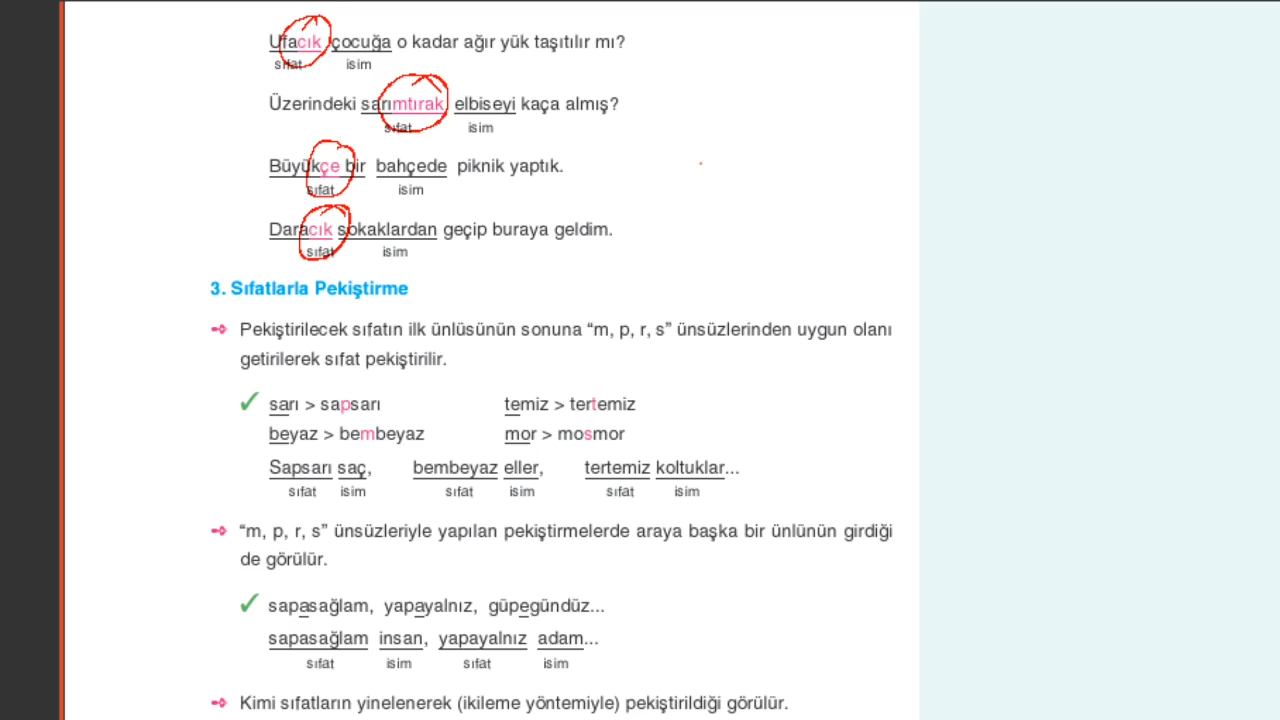 Ufacık çocuğa o kadar ağır yük taşıtılır mı?
sıfat isim
Üzerindeki sarımtırak elbiseyi kaça almış?
sıfat isim
Büyükçe bir bahçede piknik yaptık.
sıfat isim
Daracık sokaklardan geçip buraya geldim.
sıfat isim
3. Sıfatlarla Pekiştirme
Pekiştirilecek sıfatın ilk ünlüsünün sonuna “m, p, r, s” ünsüzlerinden uygun olanı
getirilerek sıfat pekiştirilir.
sarı > sapsarı temiz > tertemiz
beyaz > bembeyaz mor > mosmor
Sapsarı saç, bembeyaz eller, tertemiz koltuklar...
sıfat isim sıfat isim sıfat isim
“m, p, r, s” ünsüzleriyle yapılan pekiştirmelerde araya başka bir ünlünün girdiği
de görülür.
sapasağlam, yapayalnız, güpegündüz...
sapasağlam insan, yapayalnız adam...
sıfat isim sıfat isim
Kimi sıfatların yinelenerek (ikileme yöntemiyle) pekiştirildiği görülür.